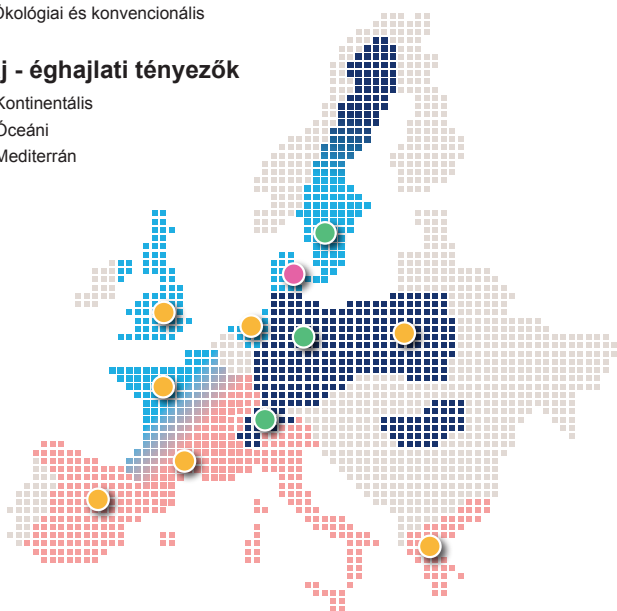 Ökológiai és konvencionális
j - éghajlati tényezők
Kontinentális
Óceáni
Mediterrán